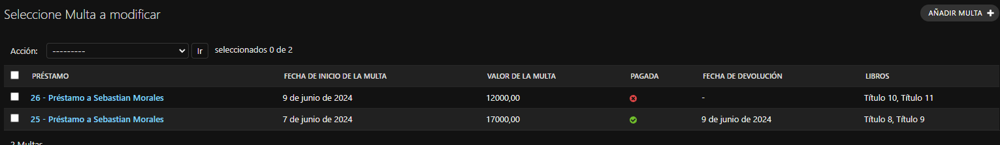 Seleccione Multa a modificar
AÑADIR MULTA +
Acción: --------- Ir seleccionados 0 de 2
PRÉSTAMO FECHA DE INICIO DE LA MULTA VALOR DE LA MULTA PAGADA FECHA DE DEVOLUCIÓN LIBROS
26 - Préstamo a Sebastian Morales 9 de junio de 2024 12000,00 - Título 10, Título 11
25 - Préstamo a Sebastian Morales 7 de junio de 2024 17000,00 9 de junio de 2024 Título 8, Título 9
2 Multas